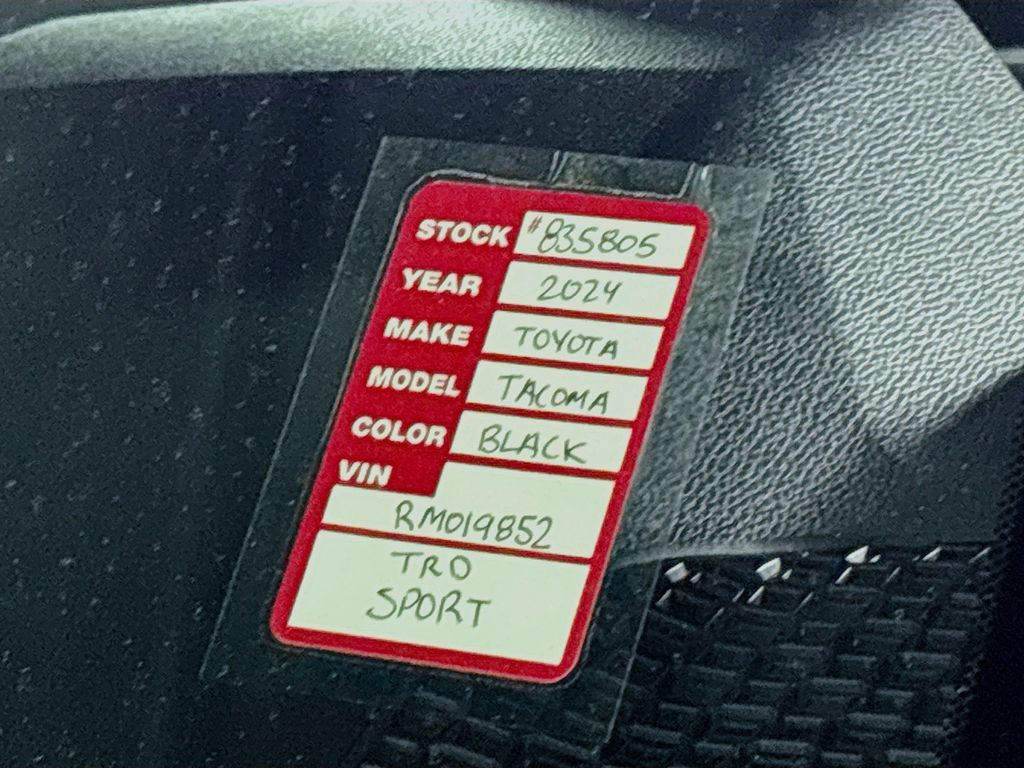 STOCK #835805
YEAR 2024
MAKE TOYOTA
MODEL TACOMA
COLOR BLACK
VIN
RM019852
TRD
SPORT